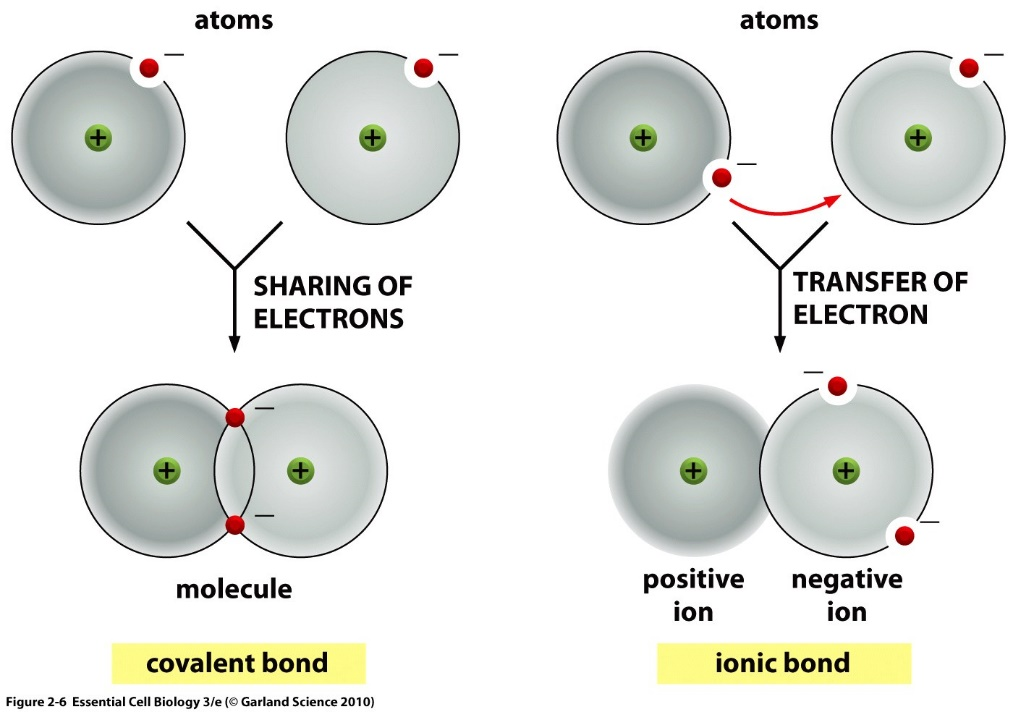 atoms
SHARING OF
ELECTRONS
molecule
covalent bond
atoms
TRANSFER OF
ELECTRON
positive
ion
negative
ion
ionic bond
Figure 2-6 Essential Cell Biology 3/e (© Garland Science 2010)